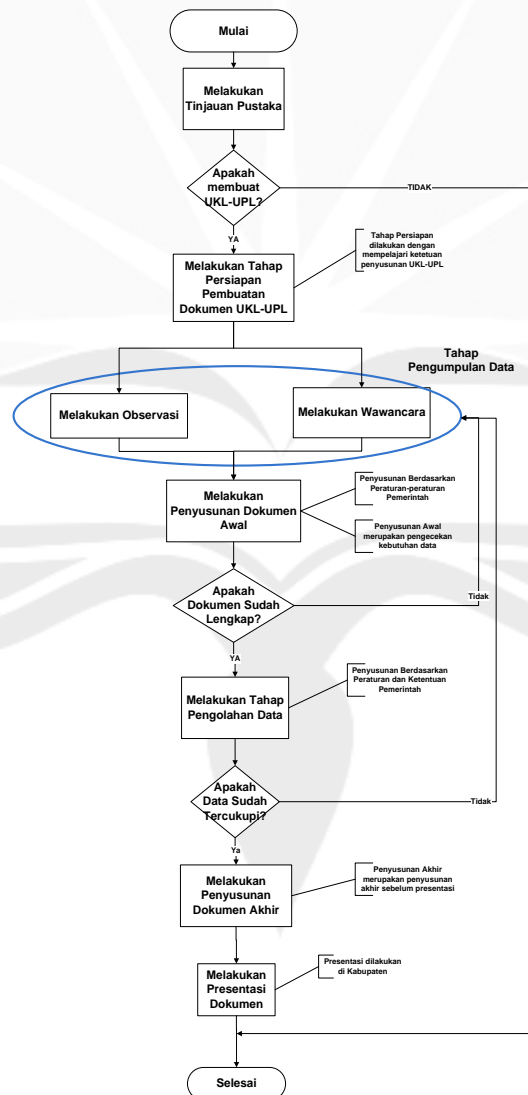 Mulai
Melakukan
Tinjauan Pustaka
Apakah
membuat
UKL-UPL?
TIDAK
YA
Melakukan Tahap
Persiapan
Pembuatan
Dokumen UKL-UPL
Tahap Persiapan
dilakukan dengan
mempelajari ketetuan
penyusunan UKL-UPL
Tahap
Pengumpulan Data
Melakukan Observasi
Melakukan Wawancara
Melakukan
Penyusunan Dokumen
Awal
Penyusunan Berdasarkan
Peraturan-peraturan
Pemerintah
Penyusunan Awal
merupakan pengecekan
kebutuhan data
Apakah
Dokumen Sudah
Lengkap?
Tidak
YA
Melakukan Tahap
Pengolahan Data
Penyusunan Berdasarkan
Peraturan dan Ketentuan
Pemerintah
Apakah
Data Sudah
Tercukupi?
Tidak
Ya
Melakukan
Penyusunan
Dokumen Akhir
Penyusunan Akhir
merupakan penyusunan
akhir sebelum presentasi
Melakukan
Presentasi
Dokumen
Presentasi dilakukan
di Kabupaten
Selesai